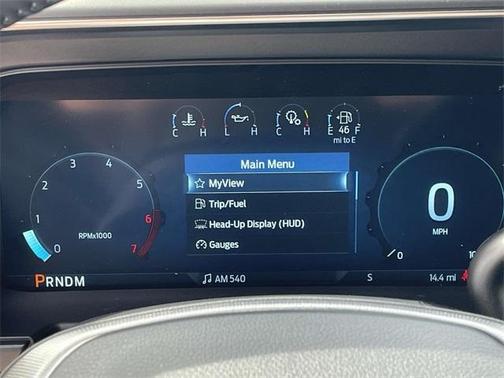 C H L H C H E 46 F
mi to E
Main Menu
MyView
Trip/Fuel
Head-Up Display (HUD)
Gauges
0 1 2 3 4 5 6 7
RPMx1000
0
MPH
0 10
PRNDM
AM 540
S
14.4 mi